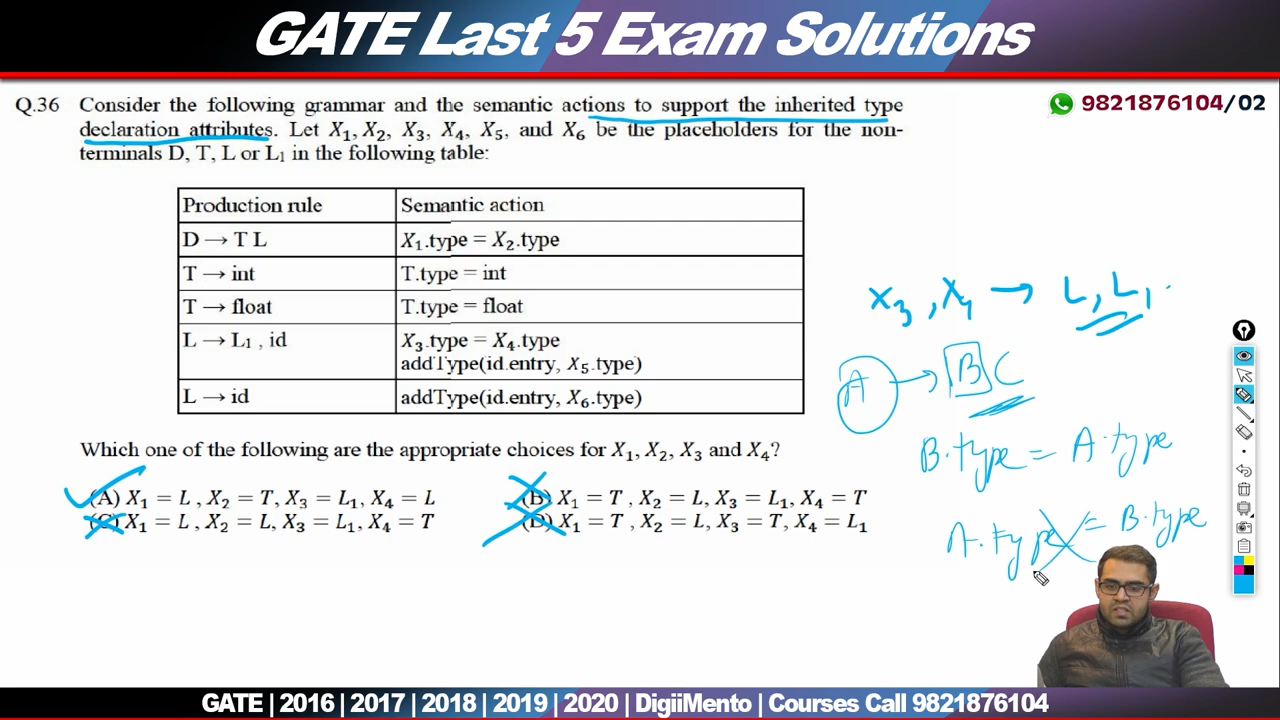 GATE Last 5 Exam Solutions
9821876104/02
Q.36 Consider the following grammar and the semantic actions to support the inherited type
declaration attributes. Let X₁, X₂, X₃, X₄, X₅, and X₆ be the placeholders for the non-
terminals D, T, L or L₁ in the following table:
Production rule Semantic action
D → T L X₁.type = X₂.type
T → int T.type = int
T → float T.type = float
L → L₁ , id X₃.type = X₄.type
addType(id.entry, X₅.type)
L → id addType(id.entry, X₆.type)
Which one of the following are the appropriate choices for X₁, X₂, X₃ and X₄?
(A) X₁ = L , X₂ = T, X₃ = L₁, X₄ = L (B) X₁ = T , X₂ = L, X₃ = L₁, X₄ = T
(C) X₁ = L , X₂ = L, X₃ = L₁, X₄ = T (D) X₁ = T , X₂ = L, X₃ = T, X₄ = L₁
X₃, X₄ → L, L₁.
A → B C
B.type = A.type
A.type = B.type
GATE | 2016 | 2017 | 2018 | 2019 | 2020 | DigiiMento | Courses Call 9821876104